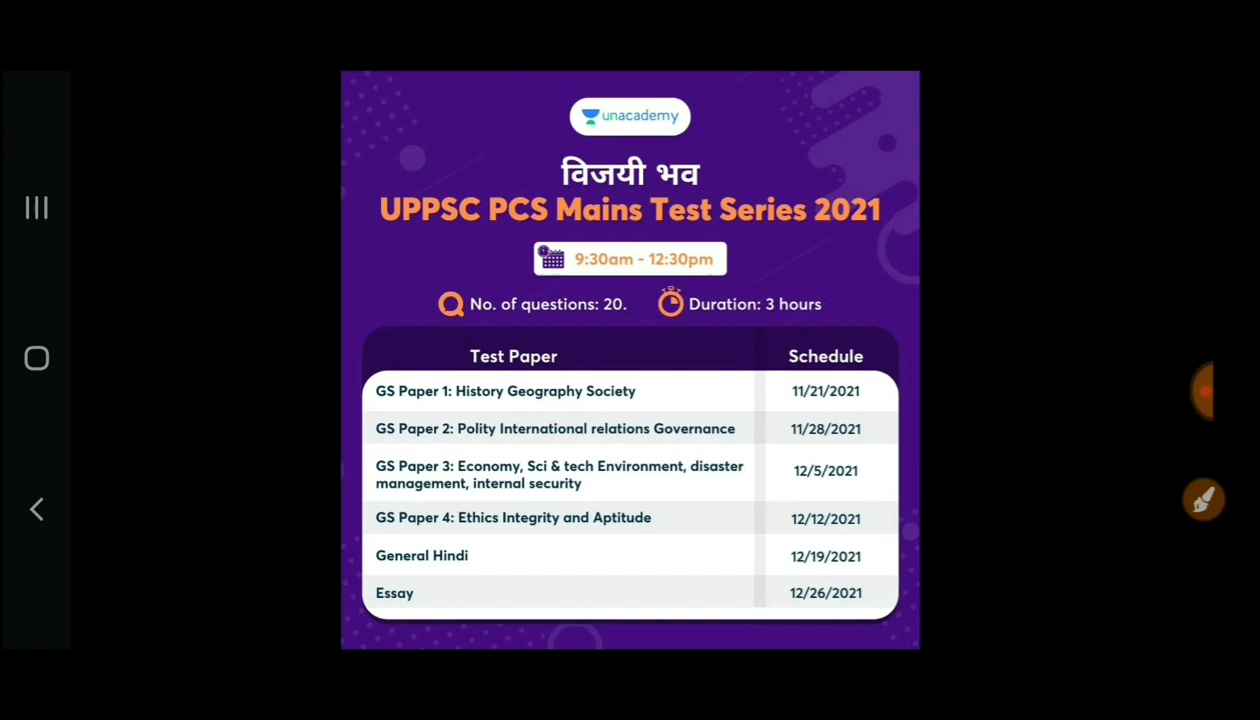 unacademy
विजयी भव
UPPSC PCS Mains Test Series 2021
9:30am - 12:30pm
No. of questions: 20. Duration: 3 hours
Test Paper Schedule
GS Paper 1: History Geography Society 11/21/2021
GS Paper 2: Polity International relations Governance 11/28/2021
GS Paper 3: Economy, Sci & tech Environment, disaster
management, internal security 12/5/2021
GS Paper 4: Ethics Integrity and Aptitude 12/12/2021
General Hindi 12/19/2021
Essay 12/26/2021